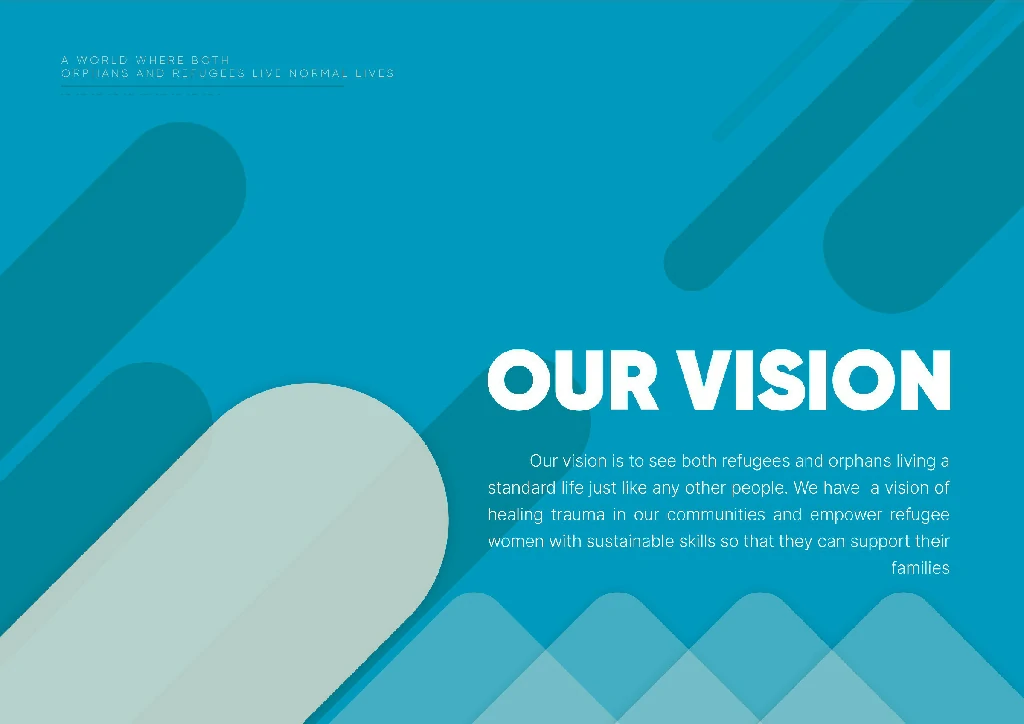 A WORLD WHERE BOTH
ORPHANS AND REFUGEES LIVE NORMAL LIVES
OUR VISION
Our vision is to see both refugees and orphans living a
standard life just like any other people. We have a vision of
healing trauma in our communities and empower refugee
women with sustainable skills so that they can support their
families